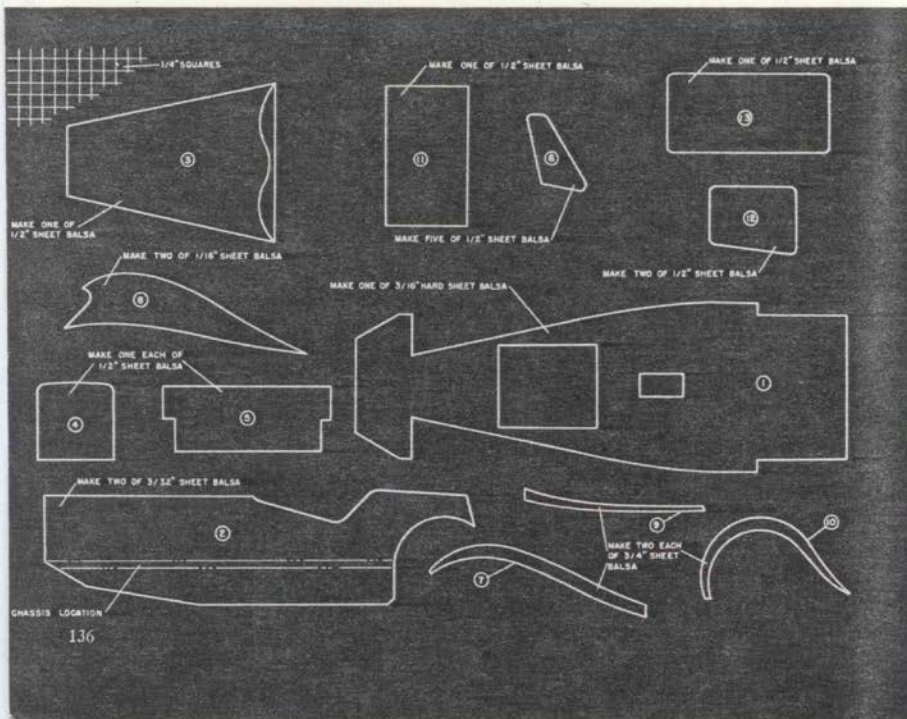 1/4" SQUARES
MAKE ONE OF 1/2" SHEET BALSA
MAKE ONE OF 1/2" SHEET BALSA
3
11
6
13
12
MAKE ONE OF
1/2" SHEET BALSA
MAKE FIVE OF 1/2" SHEET BALSA
MAKE TWO OF 1/2" SHEET BALSA
MAKE TWO OF 1/16" SHEET BALSA
8
MAKE ONE OF 3/16" HARD SHEET BALSA
MAKE ONE EACH OF
1/2" SHEET BALSA
4
5
1
MAKE TWO OF 3/32" SHEET BALSA
2
9
10
MAKE TWO EACH
OF 3/4" SHEET
BALSA
7
CHASSIS LOCATION
136